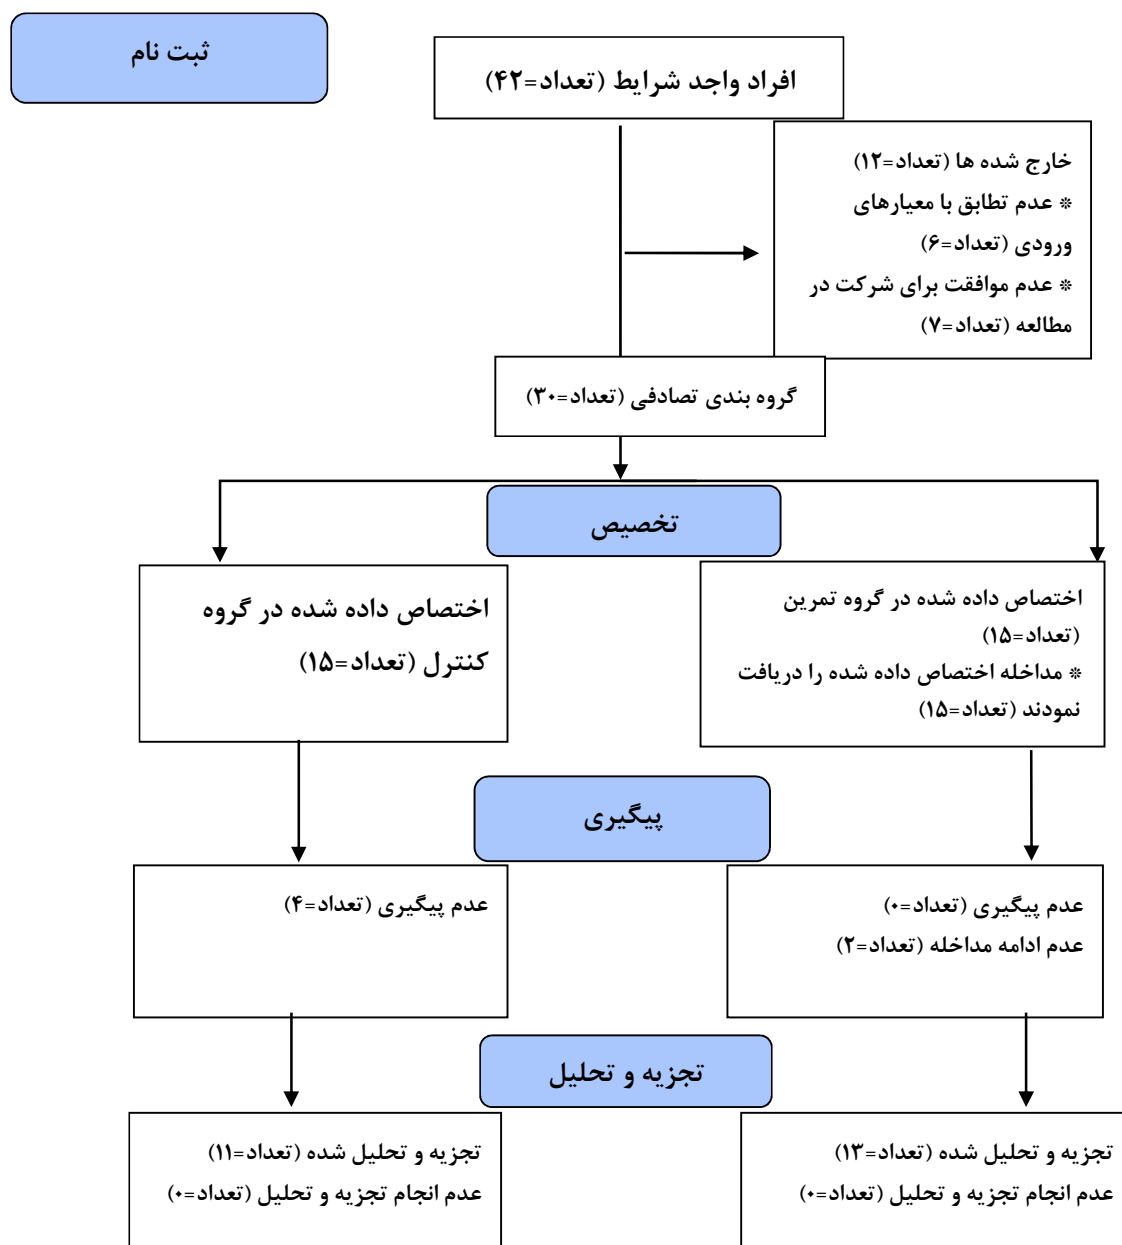 ثبت نام
افراد واجد شرایط (تعداد=۴۲)
خارج شده ها (تعداد=۱۲)
* عدم تطابق با معیارهای
ورودی (تعداد=۶)
* عدم موافقت برای شرکت در
مطالعه (تعداد=۷)
گروه بندی تصادفی (تعداد=۳۰)
تخصیص
اختصاص داده شده در گروه تمرین
(تعداد=۱۵)
* مداخله اختصاص داده شده را دریافت
نمودند (تعداد=۱۵)
اختصاص داده شده در گروه
کنترل (تعداد=۱۵)
پیگیری
عدم پیگیری (تعداد=۰)
عدم ادامه مداخله (تعداد=۲)
عدم پیگیری (تعداد=۴)
تجزیه و تحلیل
تجزیه و تحلیل شده (تعداد=۱۳)
عدم انجام تجزیه و تحلیل (تعداد=۰)
تجزیه و تحلیل شده (تعداد=۱۱)
عدم انجام تجزیه و تحلیل (تعداد=۰)